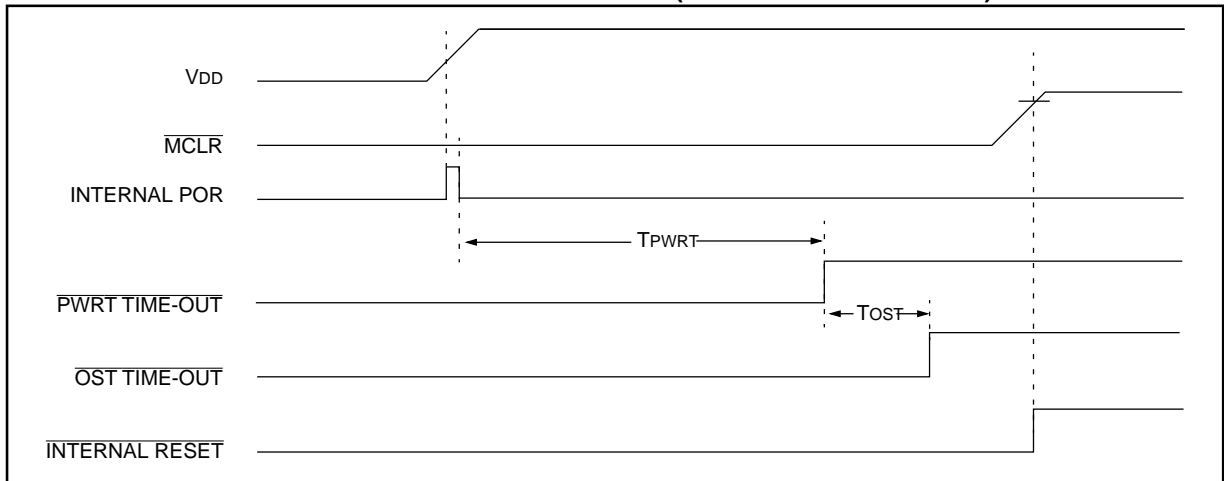 VDD
MCLR
INTERNAL POR
TPWRT
PWRT TIME-OUT
TOST
OST TIME-OUT
INTERNAL RESET